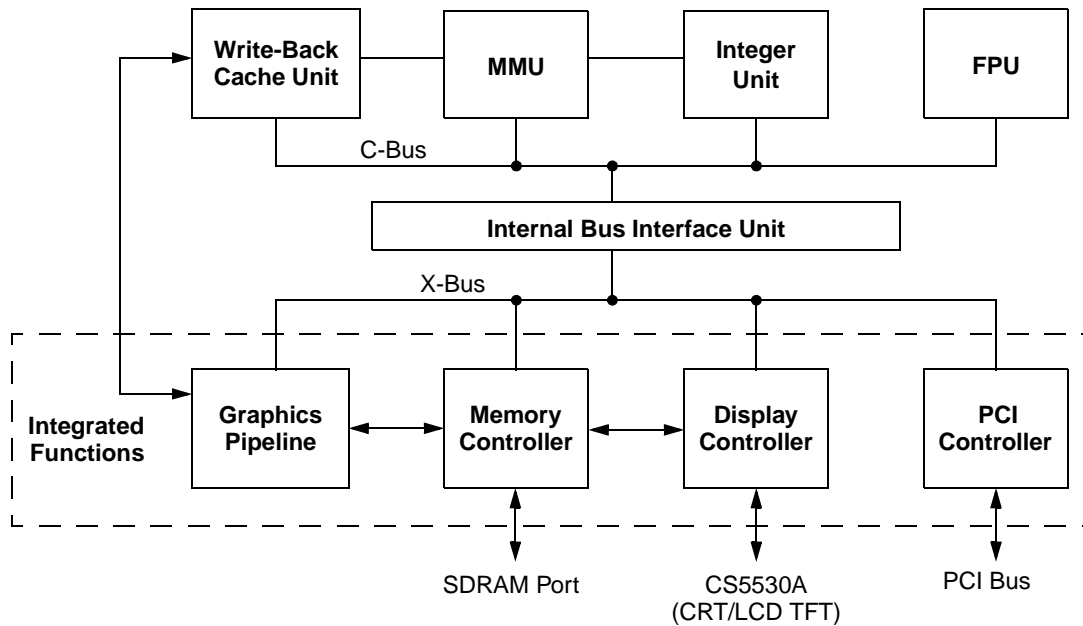 Write-Back
Cache Unit
MMU
Integer
Unit
FPU
C-Bus
Internal Bus Interface Unit
X-Bus
Integrated
Functions
Graphics
Pipeline
Memory
Controller
Display
Controller
PCI
Controller
SDRAM Port
CS5530A
(CRT/LCD TFT)
PCI Bus